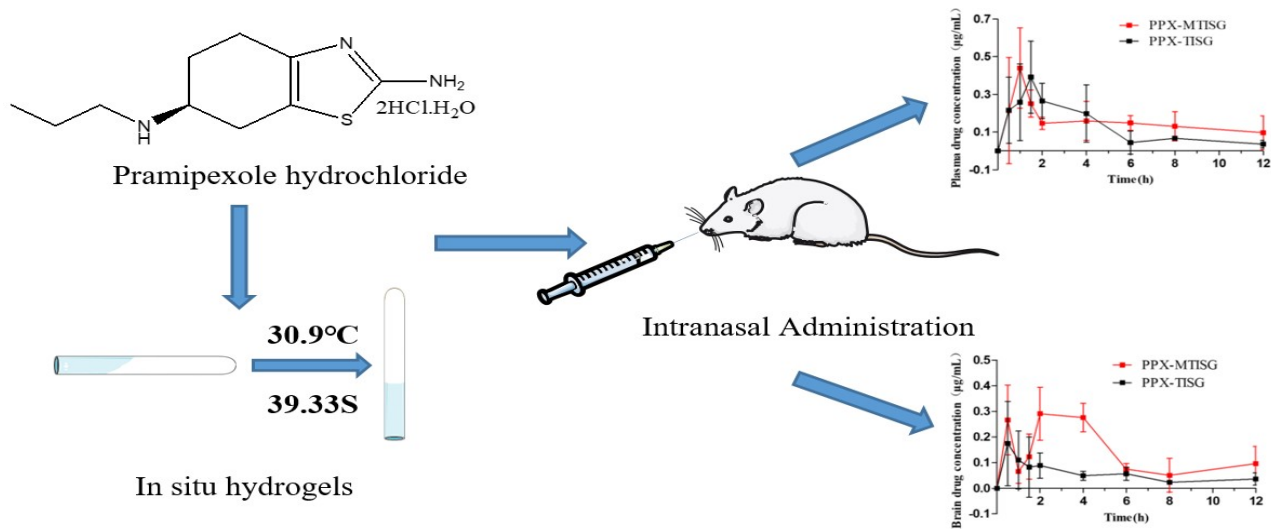 N
NH₂
S
N
H
2HCl.H₂O
Pramipexole hydrochloride
30.9℃
39.33S
In situ hydrogels
Intranasal Administration
Plasma drug concentration（μg/mL）
0.7
0.5
0.3
0.1
-0.1
PPX-MTISG
PPX-TISG
2 4 6 8 10 12
Time(h)
Brain drug concentration（μg/mL）
0.5
0.4
0.3
0.2
0.1
0.0
-0.1
PPX-MTISG
PPX-TISG
2 4 6 8 10 12
Time(h)